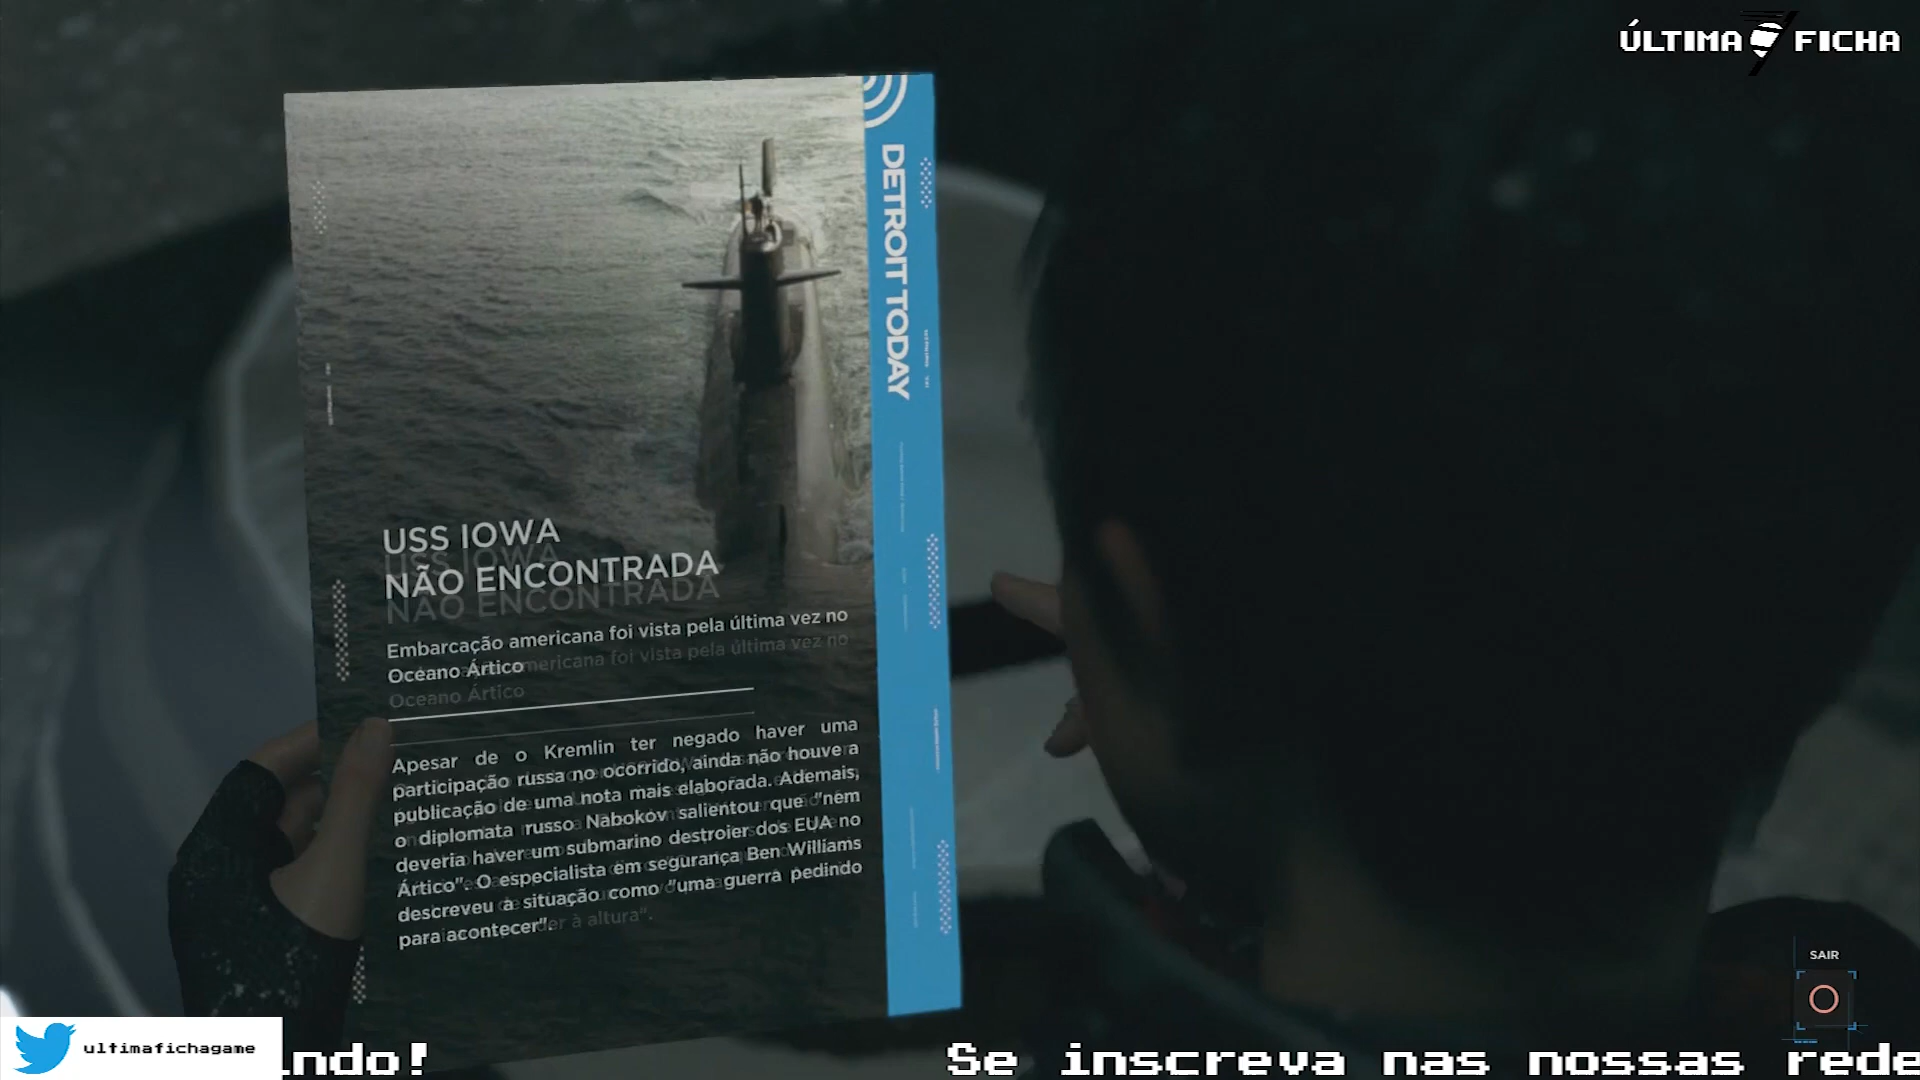 ÚLTIMA FICHA
DETROIT TODAY
USS IOWA
NÃO ENCONTRADA
Embarcação americana foi vista pela última vez no
Oceano Ártico
Apesar de o Kremlin ter negado haver uma
participação russa no ocorrido, ainda não houve a
publicação de uma nota mais elaborada. Ademais,
o diplomata russo Nabokov salientou que "nem
deveria haver um submarino destroier dos EUA no
Ártico". O especialista em segurança Ben Williams
descreveu a situação como "uma guerra pedindo
para acontecer".
SAIR
ultimafichagame
indo!
Se inscreva nas nossas rede